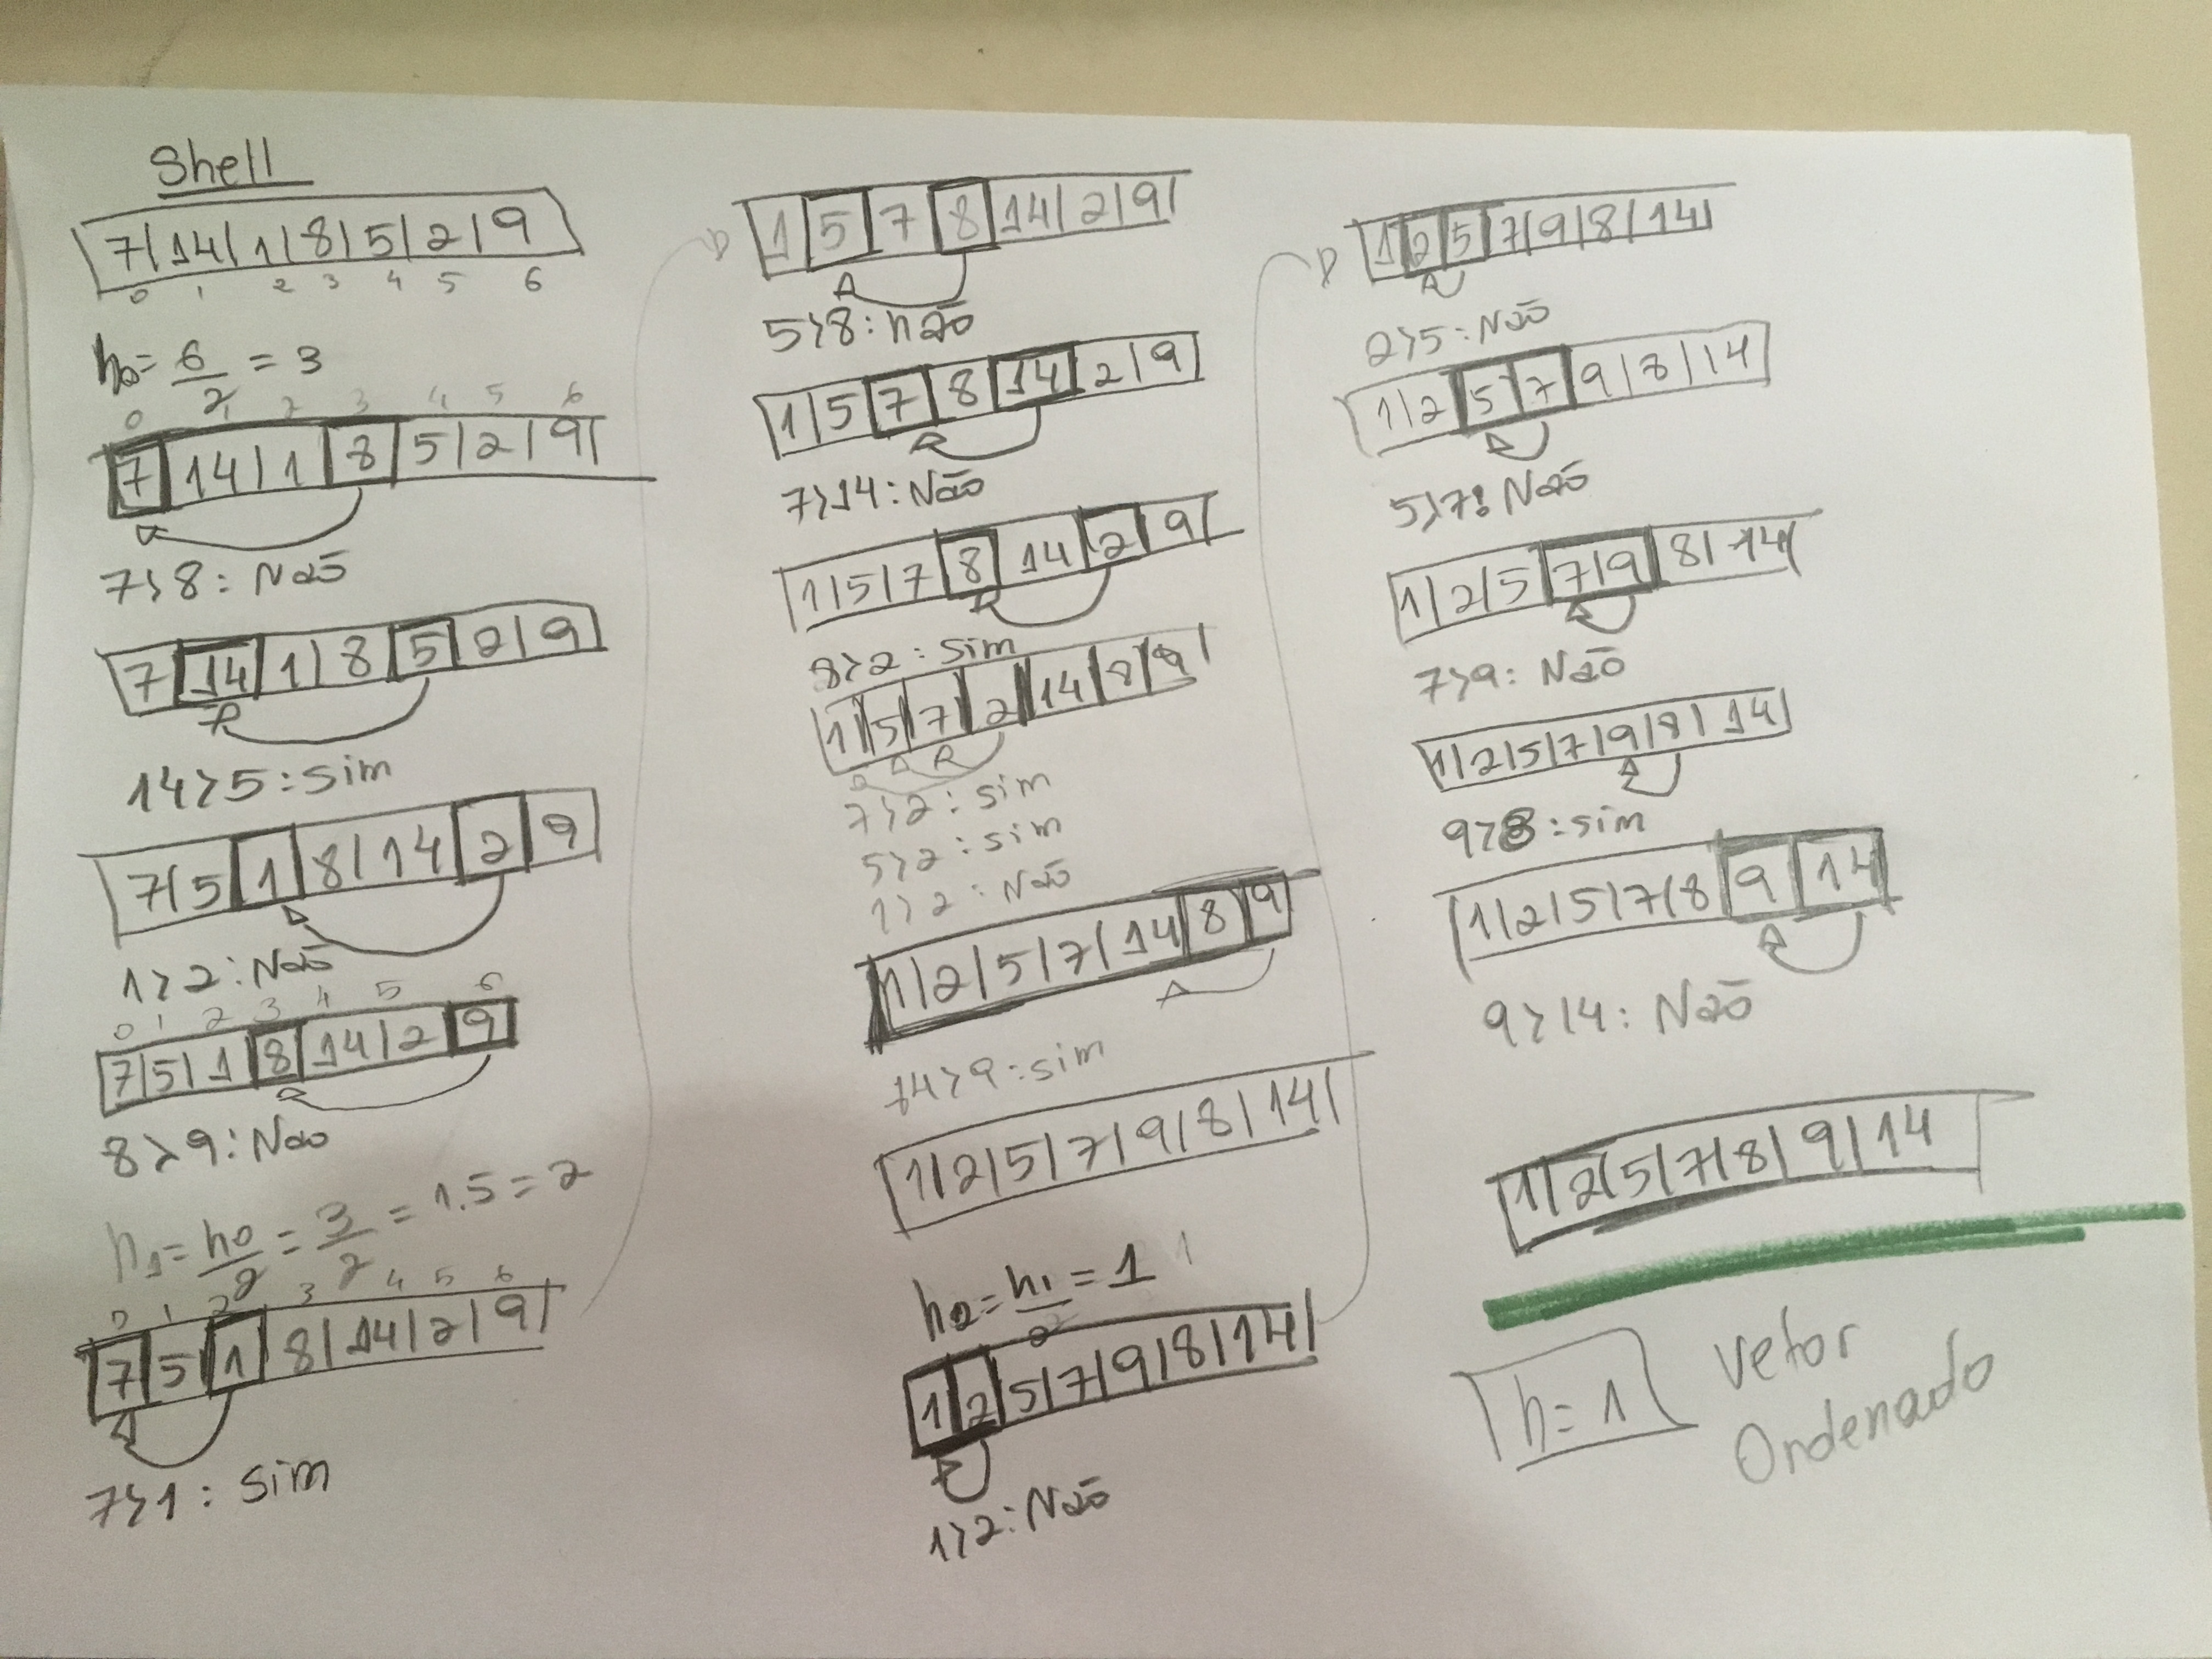 Shell
7|14|1|8|5|2|9
0 1 2 3 4 5 6
h0 = 6/2 = 3
0 1 2 3 4 5 6
7|14|1|8|5|2|9
7>8: Não
7|14|1|8|5|2|9
14>5: Sim
7|5|1|8|14|2|9
1>2: Não
0 1 2 3 4 5 6
7|5|1|8|14|2|9
8>9: Não
h1 = h0/2 = 3/2 = 1.5 = 2
0 1 2 3 4 5 6
7|5|1|8|14|2|9
7>1: Sim
1|5|7|8|14|2|9
5>8: não
1|5|7|8|14|2|9
7>14: Não
1|5|7|8|14|2|9
8>2: Sim
1|5|7|2|14|8|9
7>2: Sim
5>2: Sim
1>2: Não
1|2|5|7|14|8|9
14>9: Sim
1|2|5|7|9|8|14
h2 = h1/2 = 1
1|2|5|7|9|8|14
1>2: Não
1|2|5|7|9|8|14
2>5: Não
1|2|5|7|9|8|14
5>7: Não
1|2|5|7|9|8|14
7>9: Não
1|2|5|7|9|8|14
9>8: Sim
1|2|5|7|8|9|14
9>14: Não
1|2|5|7|8|9|14
h=1
Vetor
Ordenado